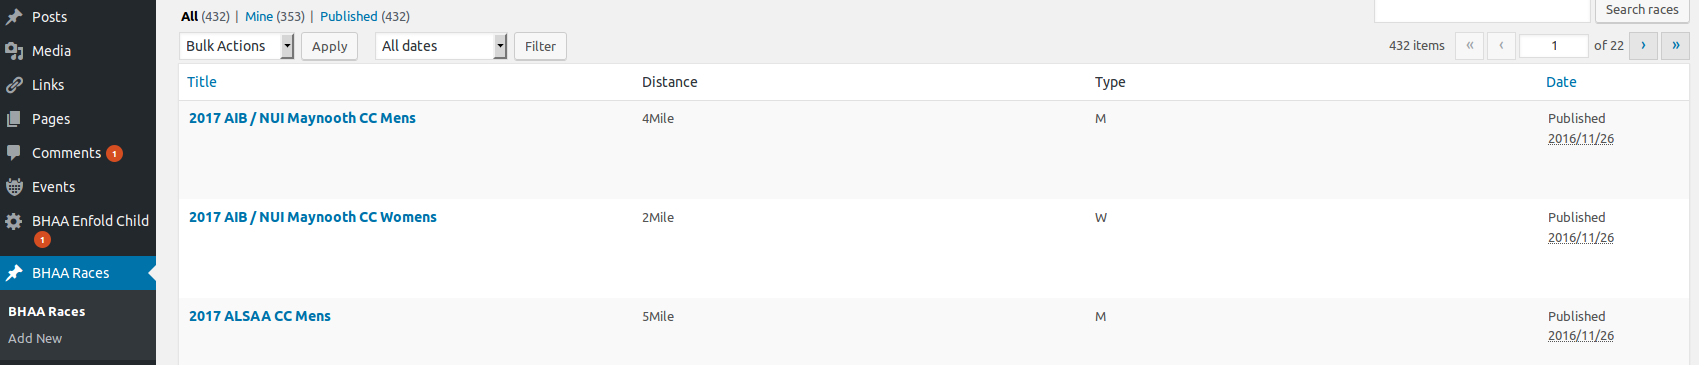 Posts
Media
Links
Pages
Comments 1
Events
BHAA Enfold Child
1
BHAA Races
BHAA Races
Add New
All (432) | Mine (353) | Published (432)
Search races
Bulk Actions Apply All dates Filter
432 items « ‹ 1 of 22 › »
Title Distance Type Date
2017 AIB / NUI Maynooth CC Mens 4Mile M Published
2016/11/26
2017 AIB / NUI Maynooth CC Womens 2Mile W Published
2016/11/26
2017 ALSAA CC Mens 5Mile M Published
2016/11/26